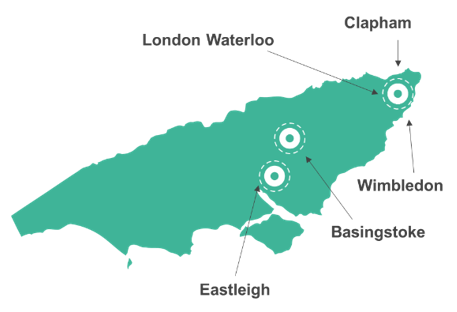 Clapham
London Waterloo
Wimbledon
Basingstoke
Eastleigh